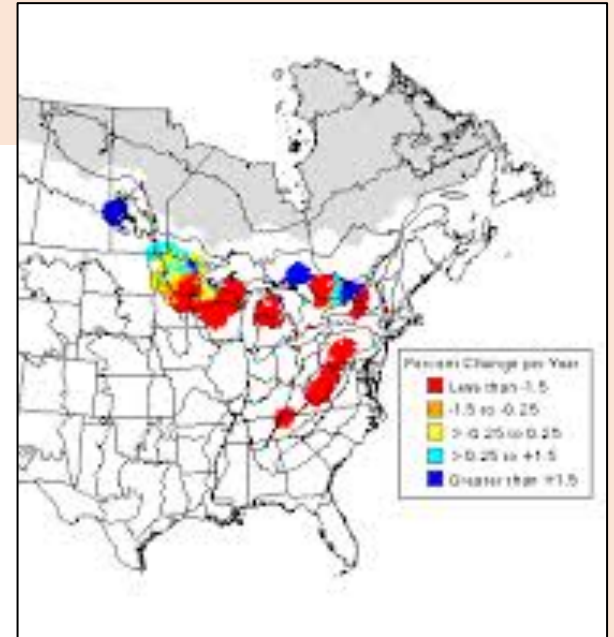 Percent Change per Year
Less than -1.5
-1.5 to -0.25
> -0.25 to 0.25
> 0.25 to +1.5
Greater than +1.5